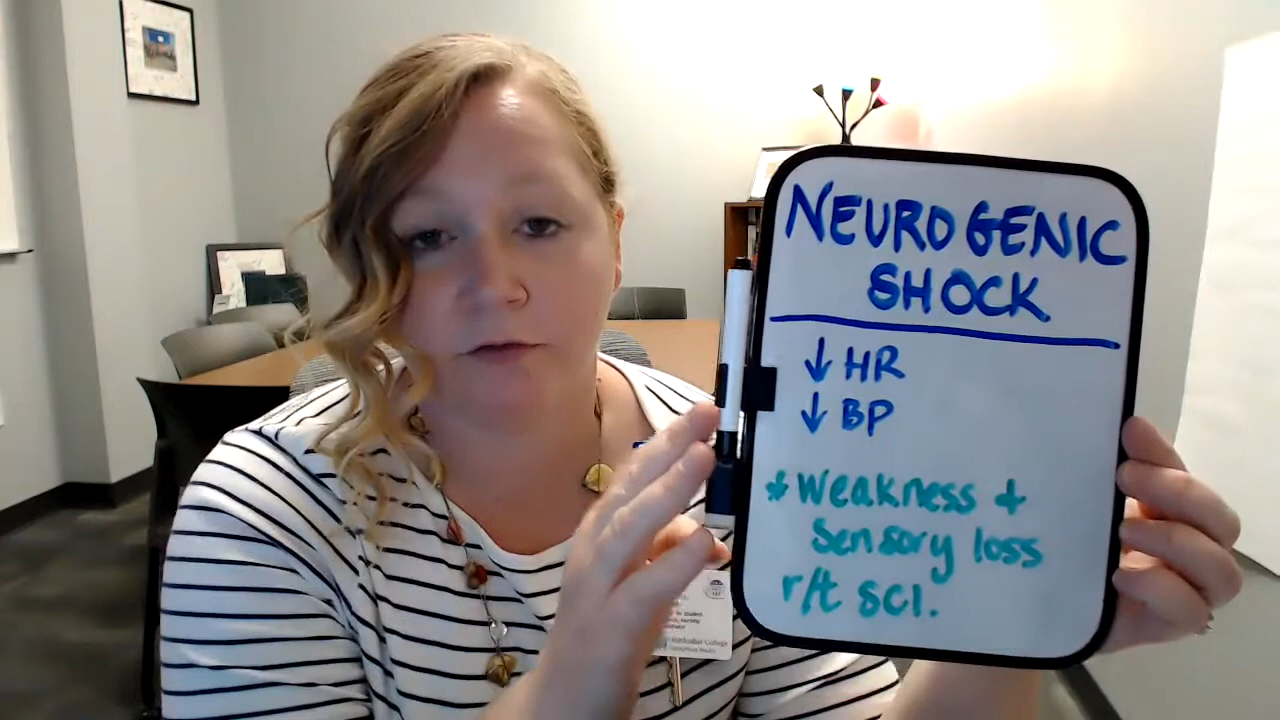 NEUROGENIC
SHOCK
↓ HR
↓ BP
* Weakness +
Sensory loss
r/t SCI.